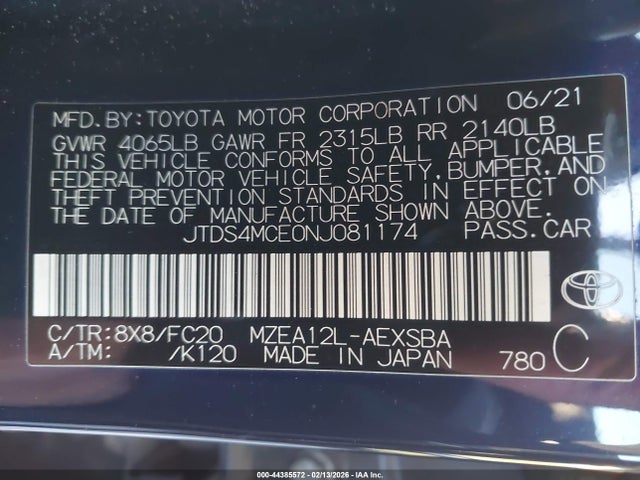 MFD.BY:TOYOTA MOTOR CORPORATION 06/21
GVWR 4065LB GAWR FR 2315LB RR 2140LB
THIS VEHICLE CONFORMS TO ALL APPLICABLE
FEDERAL MOTOR VEHICLE SAFETY,BUMPER,AND
THEFT PREVENTION STANDARDS IN EFFECT ON
THE DATE OF MANUFACTURE SHOWN ABOVE.
JTDS4MCE0NJ081174 PASS.CAR
C/TR:8X8/FC20 MZEA12L-AEXSBA
A/TM: /K120 MADE IN JAPAN 780 C
000-44385572 - 02/13/2026 - IAA Inc.